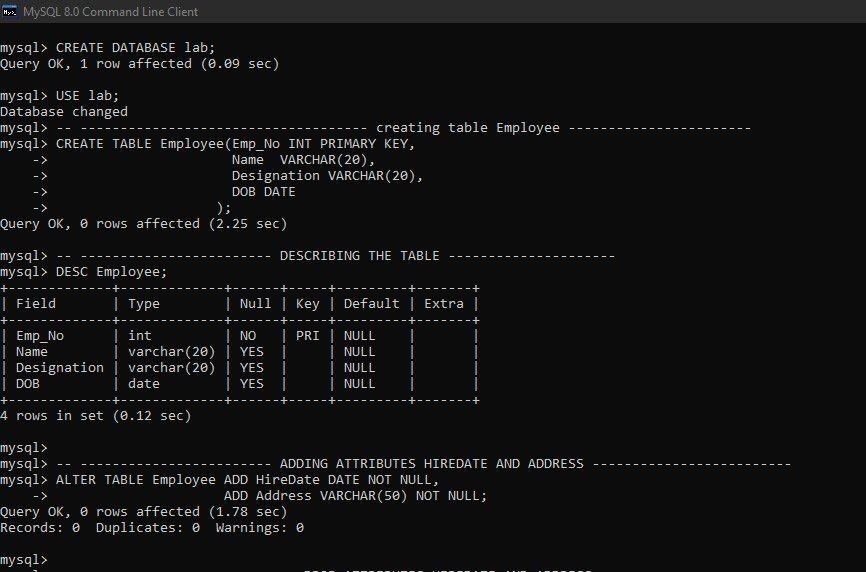 MySQL 8.0 Command Line Client
mysql> CREATE DATABASE lab;
Query OK, 1 row affected (0.09 sec)
mysql> USE lab;
Database changed
mysql> -- ------------------------------------ creating table Employee -----------------------
mysql> CREATE TABLE Employee(Emp_No INT PRIMARY KEY,
    ->                       Name  VARCHAR(20),
    ->                       Designation VARCHAR(20),
    ->                       DOB DATE
    ->                     );
Query OK, 0 rows affected (2.25 sec)
mysql> -- ------------------------ DESCRIBING THE TABLE ---------------------
mysql> DESC Employee;
+-------------+-------------+------+-----+---------+-------+
| Field       | Type        | Null | Key | Default | Extra |
+-------------+-------------+------+-----+---------+-------+
| Emp_No      | int         | NO   | PRI | NULL    |       |
| Name        | varchar(20) | YES  |     | NULL    |       |
| Designation | varchar(20) | YES  |     | NULL    |       |
| DOB         | date        | YES  |     | NULL    |       |
+-------------+-------------+------+-----+---------+-------+
4 rows in set (0.12 sec)
mysql>
mysql> -- ------------------------ ADDING ATTRIBUTES HIREDATE AND ADDRESS -------------------------
mysql> ALTER TABLE Employee ADD HireDate DATE NOT NULL,
    ->                      ADD Address VARCHAR(50) NOT NULL;
Query OK, 0 rows affected (1.78 sec)
Records: 0  Duplicates: 0  Warnings: 0
mysql>